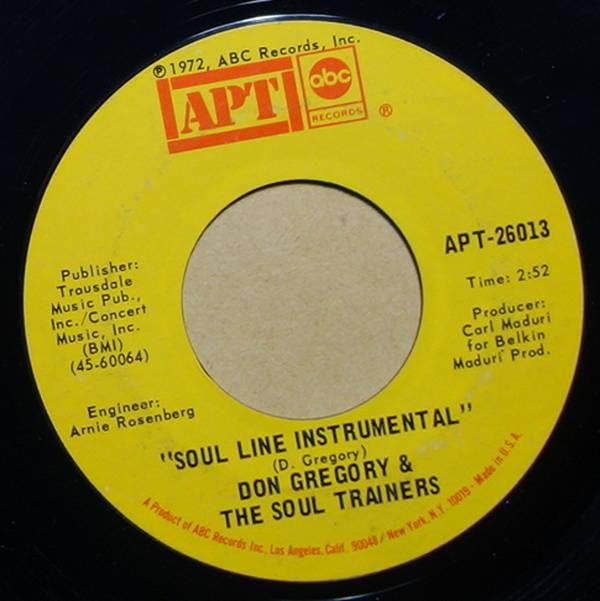 ℗ 1972, ABC Records, Inc.
APT
abc
RECORDS
®
APT-26013
Time: 2:52
Producer:
Carl Maduri
for Belkin
Maduri Prod.
Publisher:
Trousdale
Music Pub.,
Inc./Concert
Music, Inc.
(BMI)
(45-60064)
Engineer:
Arnie Rosenberg
"SOUL LINE INSTRUMENTAL"
(D. Gregory)
DON GREGORY &
THE SOUL TRAINERS
A Product of ABC Records Inc., Los Angeles, Calif. 90048 / New York, N.Y. 10019 - Made in U.S.A.